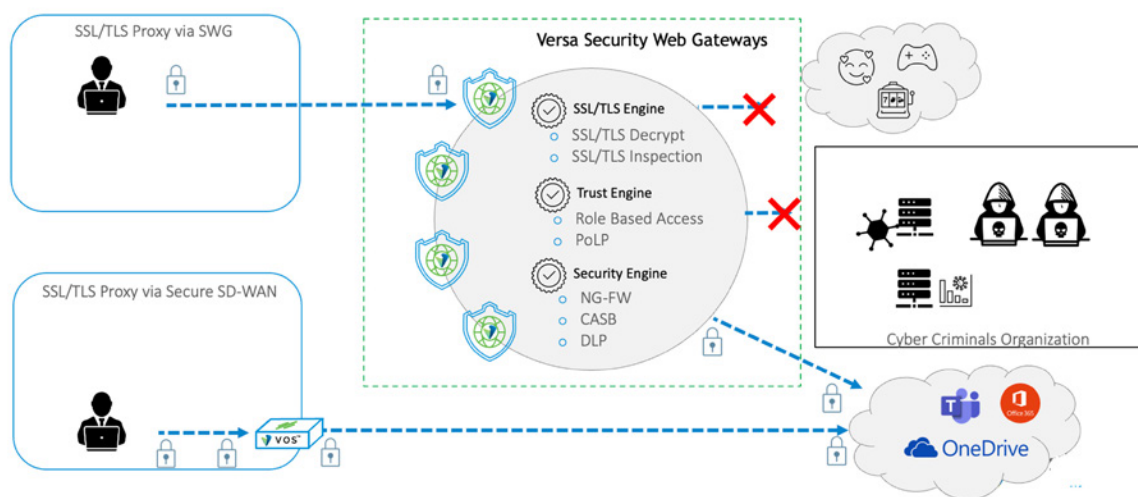 SSL/TLS Proxy via SWG
Versa Security Web Gateways
SSL/TLS Engine
SSL/TLS Decrypt
SSL/TLS Inspection
Trust Engine
Role Based Access
PoLP
Security Engine
NG-FW
CASB
DLP
Cyber Criminals Organization
SSL/TLS Proxy via Secure SD-WAN
VOS™
T
Office 365
OneDrive